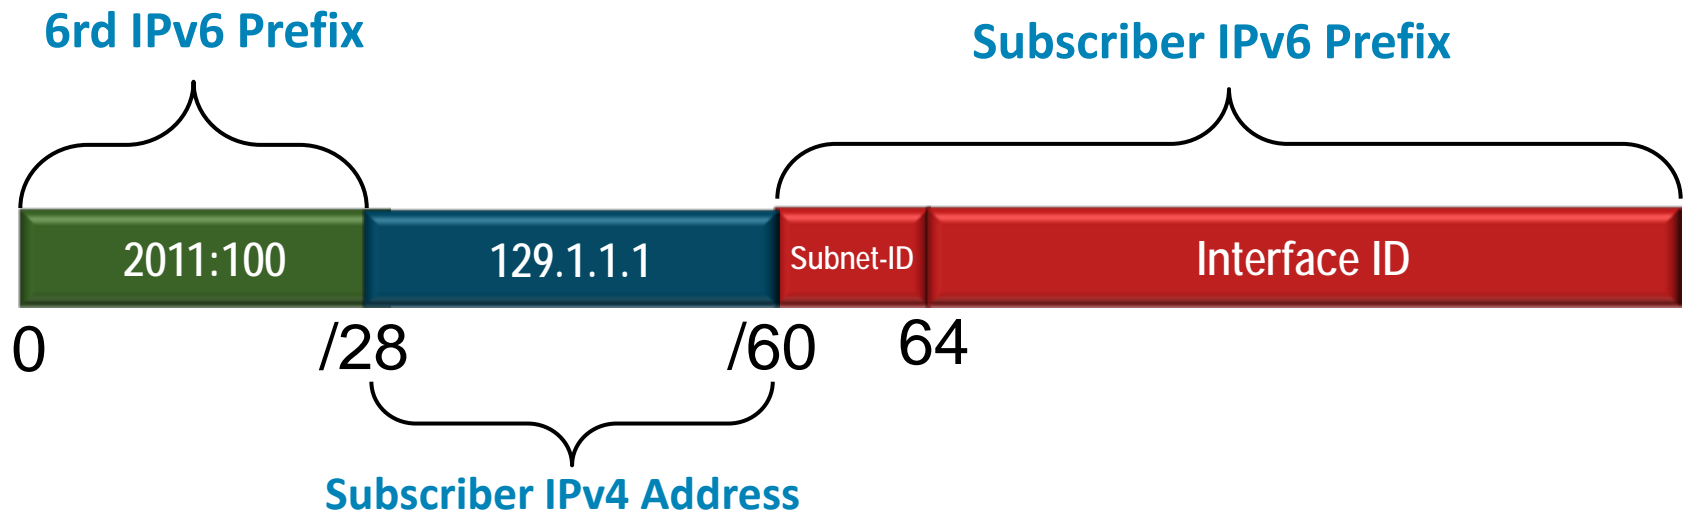 6rd IPv6 Prefix
Subscriber IPv6 Prefix
2011:100
129.1.1.1
Subnet-ID
Interface ID
0
/28
/60
64
Subscriber IPv4 Address